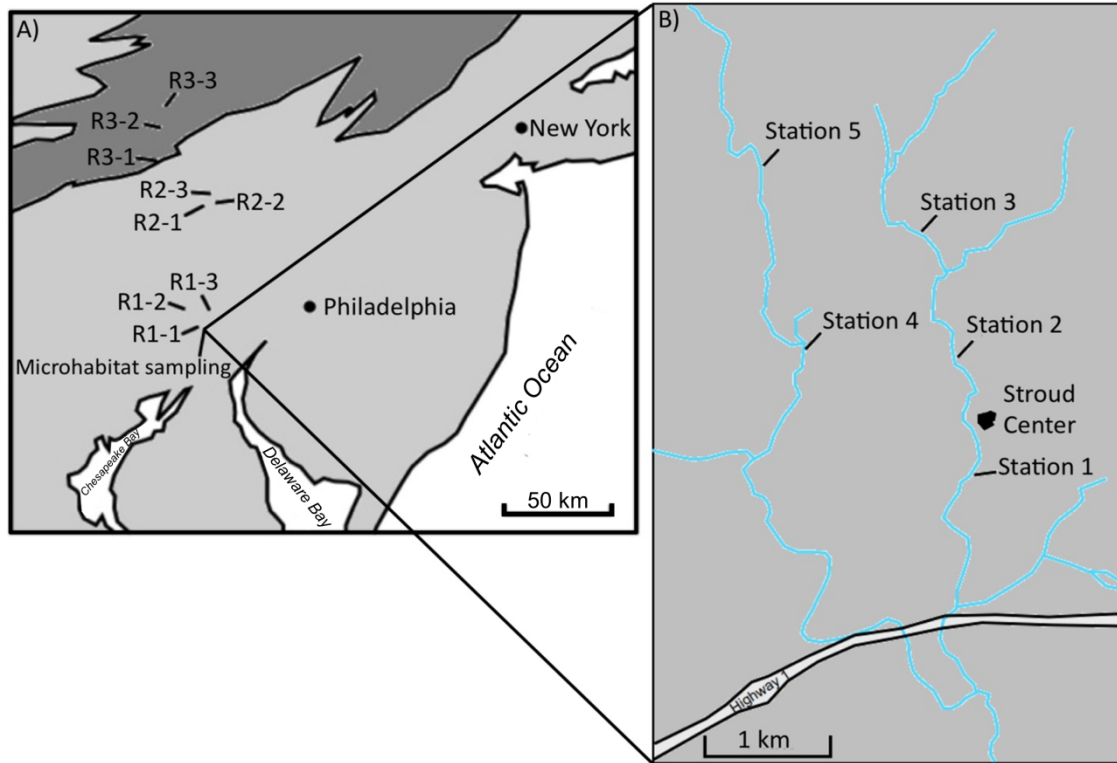 A)
R3-3
R3-2
R3-1
New York
R2-3
R2-2
R2-1
R1-3
R1-2
Philadelphia
R1-1
Microhabitat sampling
Chesapeake Bay
Delaware Bay
Atlantic Ocean
50 km
B)
Station 5
Station 3
Station 4
Station 2
Stroud
Center
Station 1
Highway 1
1 km